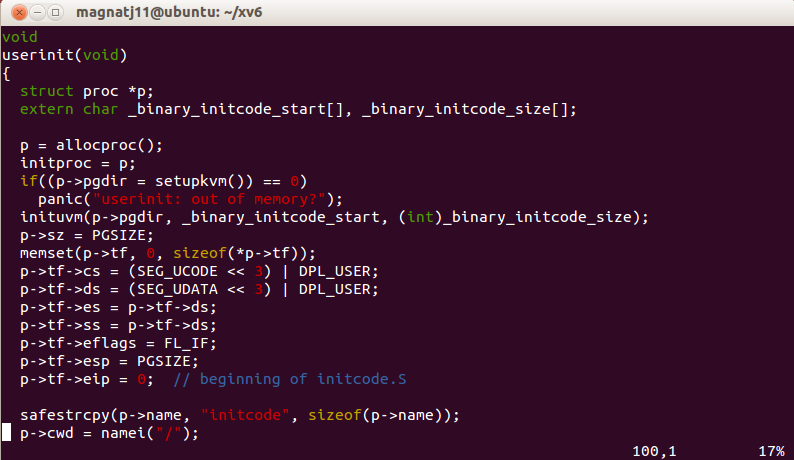 magnatj11@ubuntu: ~/xv6
void
userinit(void)
{
  struct proc *p;
  extern char _binary_initcode_start[], _binary_initcode_size[];

  p = allocproc();
  initproc = p;
  if((p->pgdir = setupkvm()) == 0)
    panic("userinit: out of memory?");
  inituvm(p->pgdir, _binary_initcode_start, (int)_binary_initcode_size);
  p->sz = PGSIZE;
  memset(p->tf, 0, sizeof(*p->tf));
  p->tf->cs = (SEG_UCODE << 3) | DPL_USER;
  p->tf->ds = (SEG_UDATA << 3) | DPL_USER;
  p->tf->es = p->tf->ds;
  p->tf->ss = p->tf->ds;
  p->tf->eflags = FL_IF;
  p->tf->esp = PGSIZE;
  p->tf->eip = 0;  // beginning of initcode.S

  safestrcpy(p->name, "initcode", sizeof(p->name));
  p->cwd = namei("/");
100,1 17%